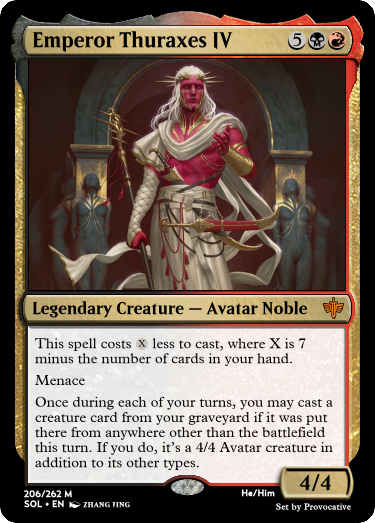 Emperor Thuraxes IV 5
Legendary Creature — Avatar Noble
This spell costs X less to cast, where X is 7
minus the number of cards in your hand.
Menace
Once during each of your turns, you may cast a
creature card from your graveyard if it was put
there from anywhere other than the battlefield
this turn. If you do, it's a 4/4 Avatar creature in
addition to its other types.
4/4
206/262 M He/Him
SOL • EN ZHANG JING Set by Provocative